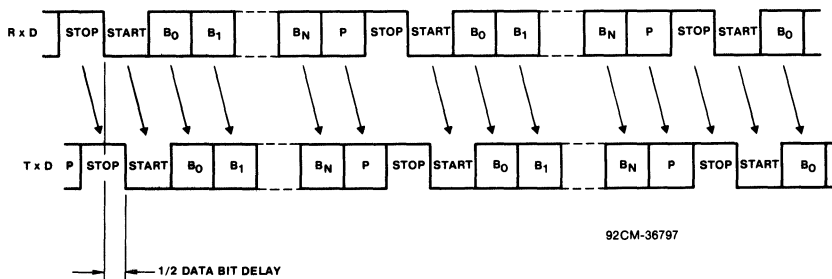 R x D STOP START B0 B1 BN P STOP START B0 B1 BN P STOP START B0
T x D P STOP START B0 B1 BN P STOP START B0 B1 BN P STOP START B0
92CM-36797
1/2 DATA BIT DELAY